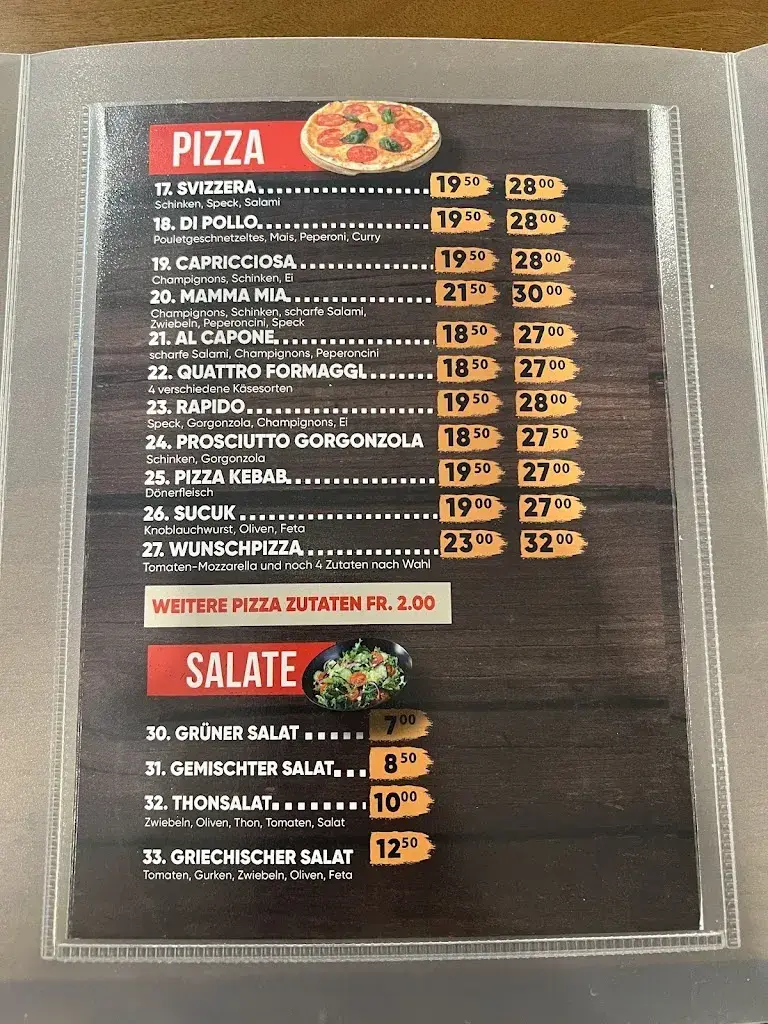 PIZZA
17. SVIZZERA 19 50 28 00
Schinken, Speck, Salami
18. DI POLLO 19 50 28 00
Pouletgeschnetzeltes, Mais, Peperoni, Curry
19. CAPRICCIOSA 19 50 28 00
Champignons, Schinken, Ei
20. MAMMA MIA 21 50 30 00
Champignons, Schinken, scharfe Salami,
Zwiebeln, Peperoncini, Speck
21. AL CAPONE 18 50 27 00
scharfe Salami, Champignons, Peperoncini
22. QUATTRO FORMAGGI 18 50 27 00
4 verschiedene Käsesorten
23. RAPIDO 19 50 28 00
Speck, Gorgonzola, Champignons, Ei
24. PROSCIUTTO GORGONZOLA 18 50 27 50
Schinken, Gorgonzola
25. PIZZA KEBAB 19 50 27 00
Dönerfleisch
26. SUCUK 19 00 27 00
Knoblauchwurst, Oliven, Feta
27. WUNSCHPIZZA 23 00 32 00
Tomaten-Mozzarella und noch 4 Zutaten nach Wahl
WEITERE PIZZA ZUTATEN FR. 2.00
SALATE
30. GRÜNER SALAT 7 00
31. GEMISCHTER SALAT 8 50
32. THONSALAT 10 00
Zwiebeln, Oliven, Thon, Tomaten, Salat
33. GRIECHISCHER SALAT 12 50
Tomaten, Gurken, Zwiebeln, Oliven, Feta